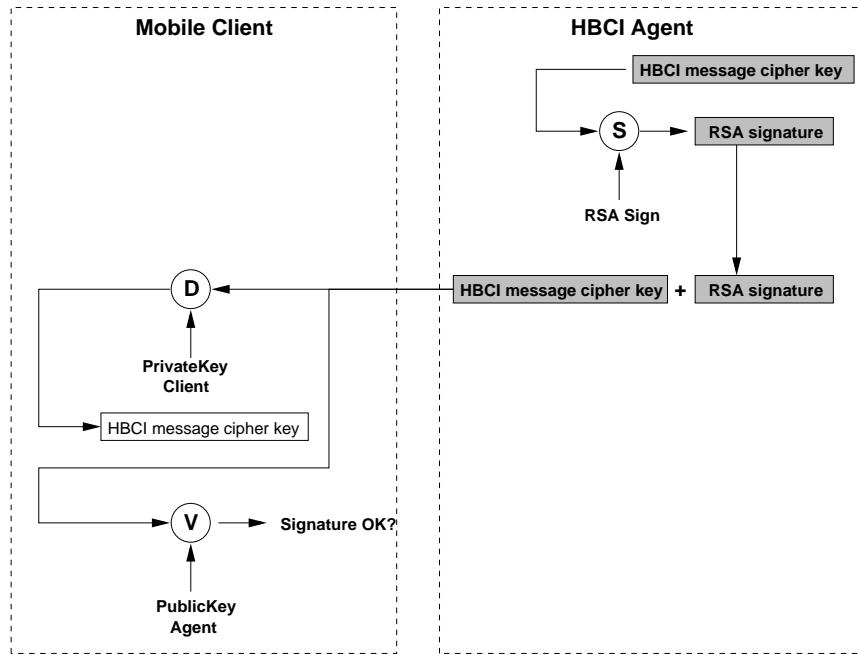 Mobile Client
HBCI Agent
HBCI message cipher key
S
RSA signature
RSA Sign
D
HBCI message cipher key + RSA signature
PrivateKey
Client
HBCI message cipher key
V
Signature OK?
PublicKey
Agent